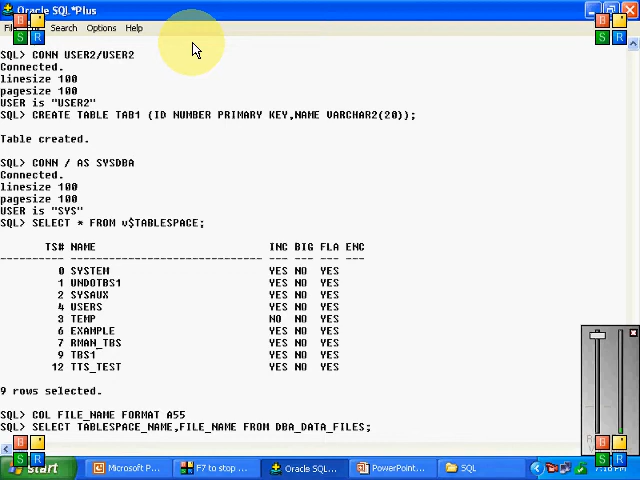 Oracle SQL*Plus
Search Options Help
SQL> CONN USER2/USER2
Connected.
linesize 100
pagesize 100
USER is "USER2"
SQL> CREATE TABLE TAB1 (ID NUMBER PRIMARY KEY,NAME VARCHAR2(20));
Table created.
SQL> CONN / AS SYSDBA
Connected.
linesize 100
pagesize 100
USER is "SYS"
SQL> SELECT * FROM v$TABLESPACE;
TS# NAME INC BIG FLA ENC
---------- ------------------------------ --- --- --- ---
0 SYSTEM YES NO YES
1 UNDOTBS1 YES NO YES
2 SYSAUX YES NO YES
4 USERS YES NO YES
3 TEMP NO NO YES
6 EXAMPLE YES NO YES
7 RMAN_TBS YES NO YES
9 TBS1 YES NO YES
12 TTS_TEST YES NO YES
9 rows selected.
SQL> COL FILE_NAME FORMAT A55
SQL> SELECT TABLESPACE_NAME,FILE_NAME FROM DBA_DATA_FILES;
start Microsoft P... F7 to stop ... Oracle SQL... PowerPoint... SQL